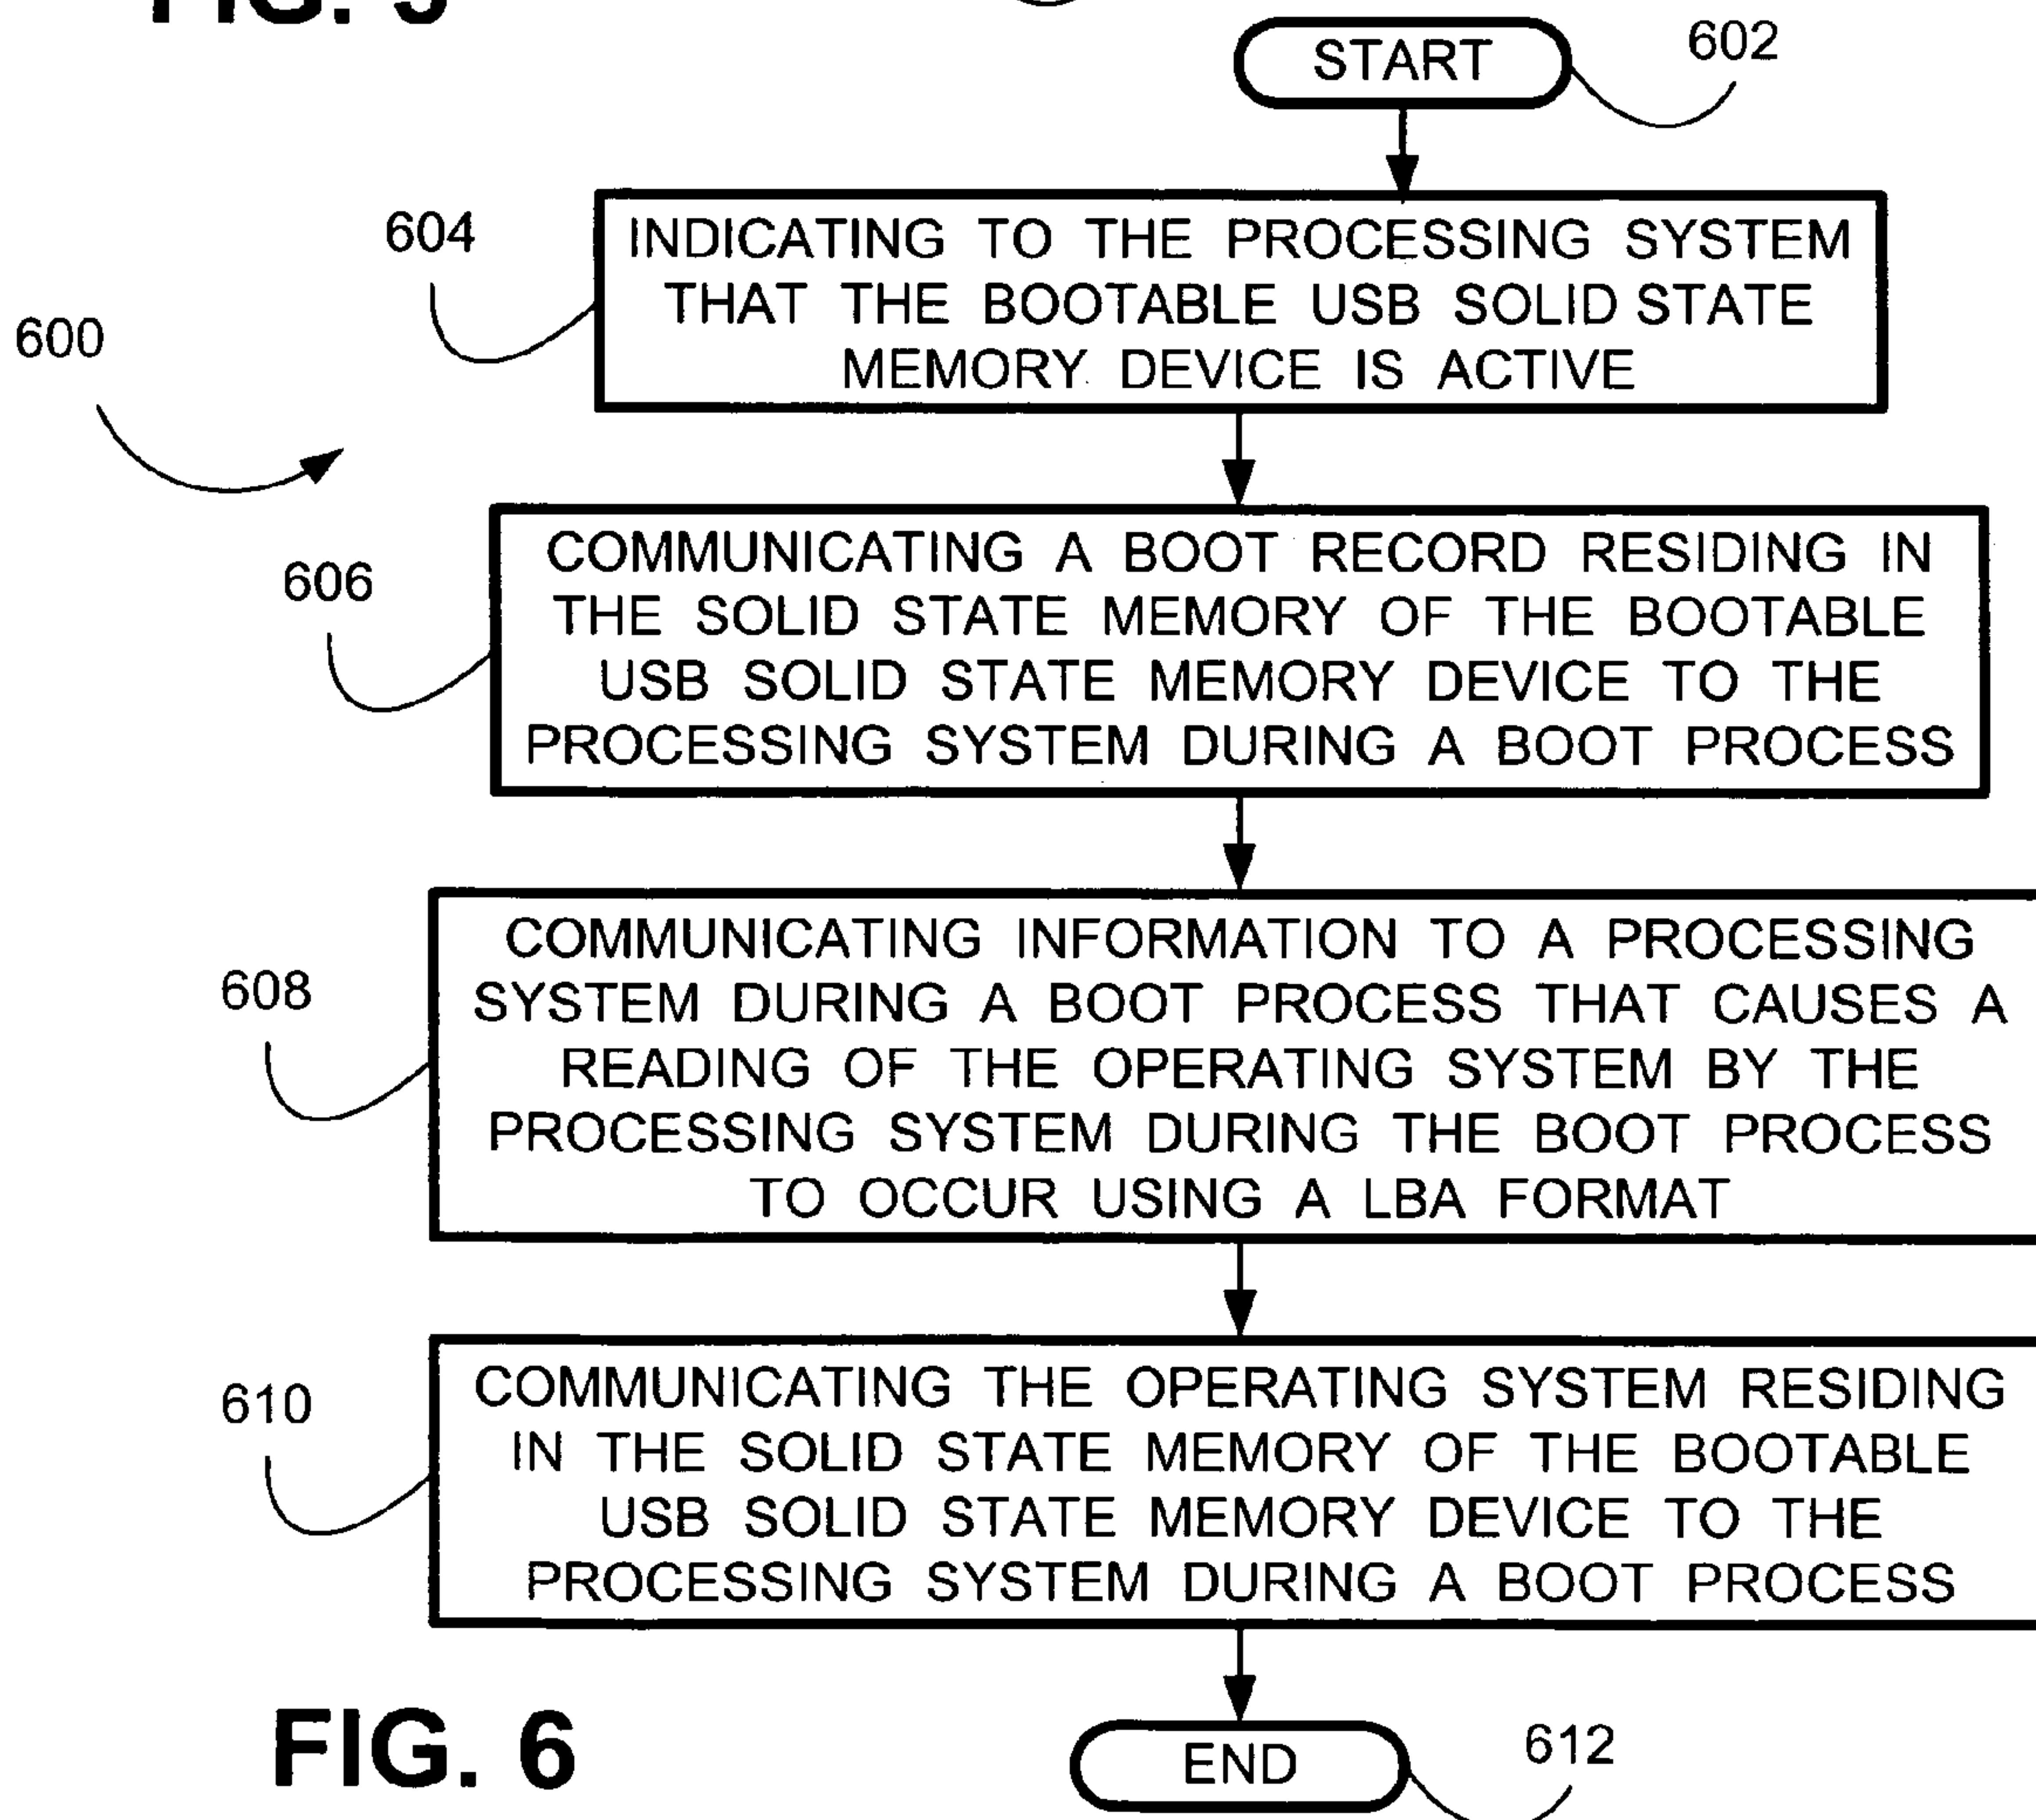 FIG. 5
START
602
604
INDICATING TO THE PROCESSING SYSTEM
THAT THE BOOTABLE USB SOLID STATE
MEMORY DEVICE IS ACTIVE
600
606
COMMUNICATING A BOOT RECORD RESIDING IN
THE SOLID STATE MEMORY OF THE BOOTABLE
USB SOLID STATE MEMORY DEVICE TO THE
PROCESSING SYSTEM DURING A BOOT PROCESS
608
COMMUNICATING INFORMATION TO A PROCESSING
SYSTEM DURING A BOOT PROCESS THAT CAUSES A
READING OF THE OPERATING SYSTEM BY THE
PROCESSING SYSTEM DURING THE BOOT PROCESS
TO OCCUR USING A LBA FORMAT
610
COMMUNICATING THE OPERATING SYSTEM RESIDING
IN THE SOLID STATE MEMORY OF THE BOOTABLE
USB SOLID STATE MEMORY DEVICE TO THE
PROCESSING SYSTEM DURING A BOOT PROCESS
FIG. 6
END
612